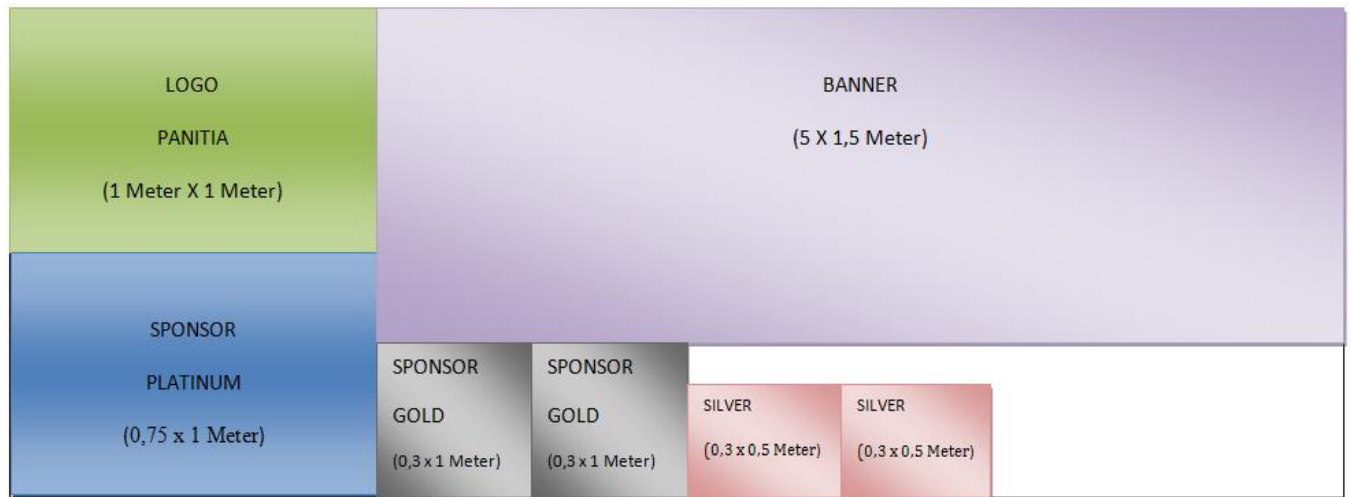 LOGO
PANITIA
(1 Meter X 1 Meter)
BANNER
(5 X 1,5 Meter)
SPONSOR
PLATINUM
(0,75 x 1 Meter)
SPONSOR
GOLD
(0,3 x 1 Meter)
SPONSOR
GOLD
(0,3 x 1 Meter)
SILVER
(0,3 x 0,5 Meter)
SILVER
(0,3 x 0,5 Meter)